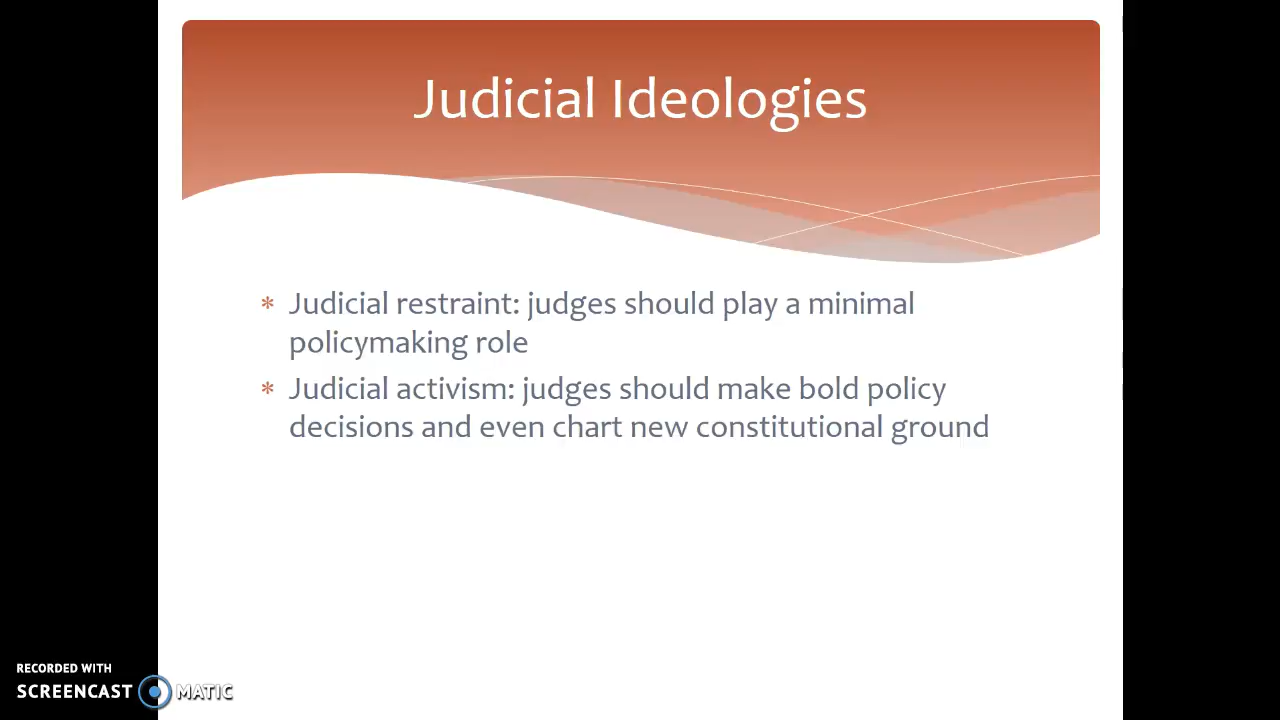 Judicial Ideologies
* Judicial restraint: judges should play a minimal
policymaking role
* Judicial activism: judges should make bold policy
decisions and even chart new constitutional ground
RECORDED WITH
SCREENCAST MATIC